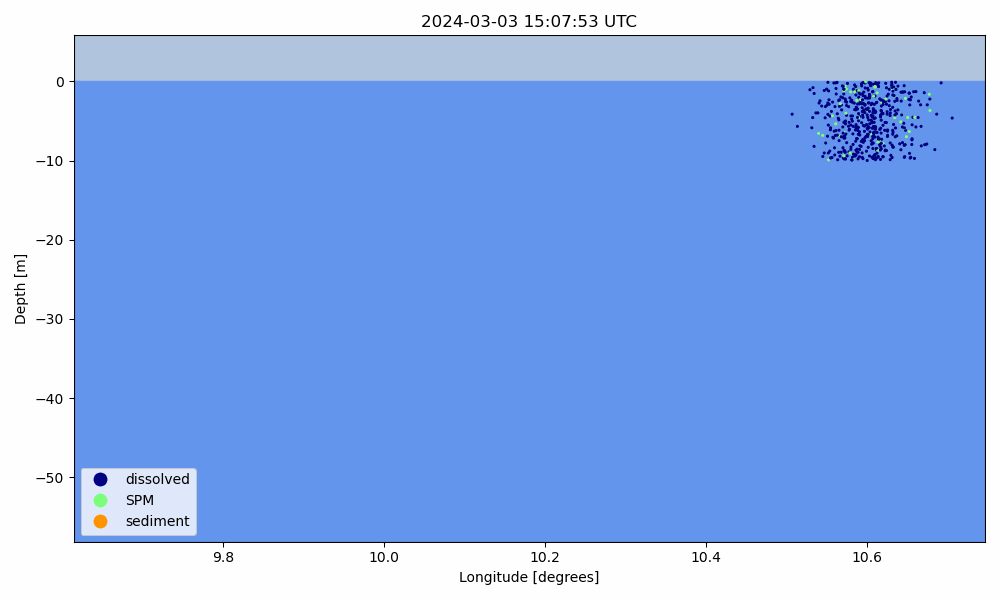 2024-03-03 15:07:53 UTC
0
−10
−20
−30
−40
−50
Depth [m]
dissolved
SPM
sediment
9.8 10.0 10.2 10.4 10.6
Longitude [degrees]